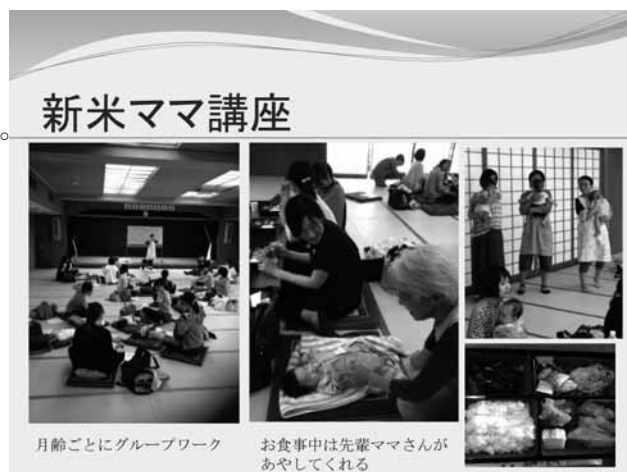 新米ママ講座
月齢ごとにグループワーク
お食事中は先輩ママさんが
あやしてくれる